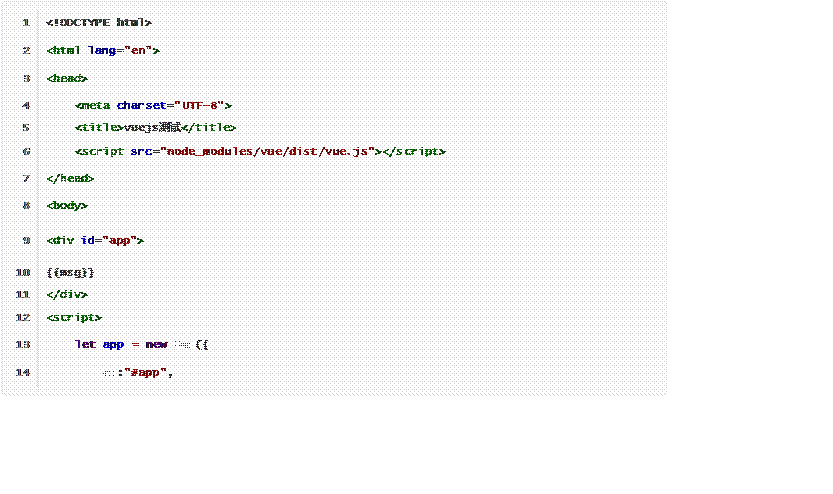 1 <!DOCTYPE html>
2 <html lang="en">
3 <head>
4 <meta charset="UTF-8">
5 <title>vuejs测试</title>
6 <script src="node_modules/vue/dist/vue.js"></script>
7 </head>
8 <body>
9 <div id="app">
10 {{msg}}
11 </div>
12 <script>
13 let app = new {{
14 :"#app",